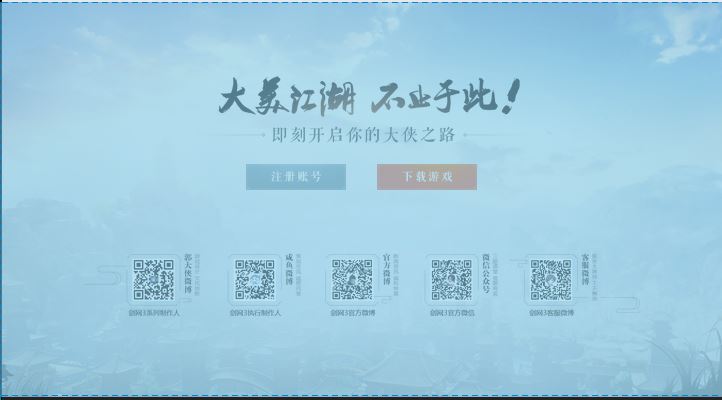 大美江湖 不止于此!
即刻开启你的大侠之路
注册账号
下载游戏
郭大侠微博
咸鱼微博
官方微博
微信公众号
客服微博
剑网3系列制作人
剑网3执行制作人
剑网3官方微博
剑网3官方微信
剑网3客服微博